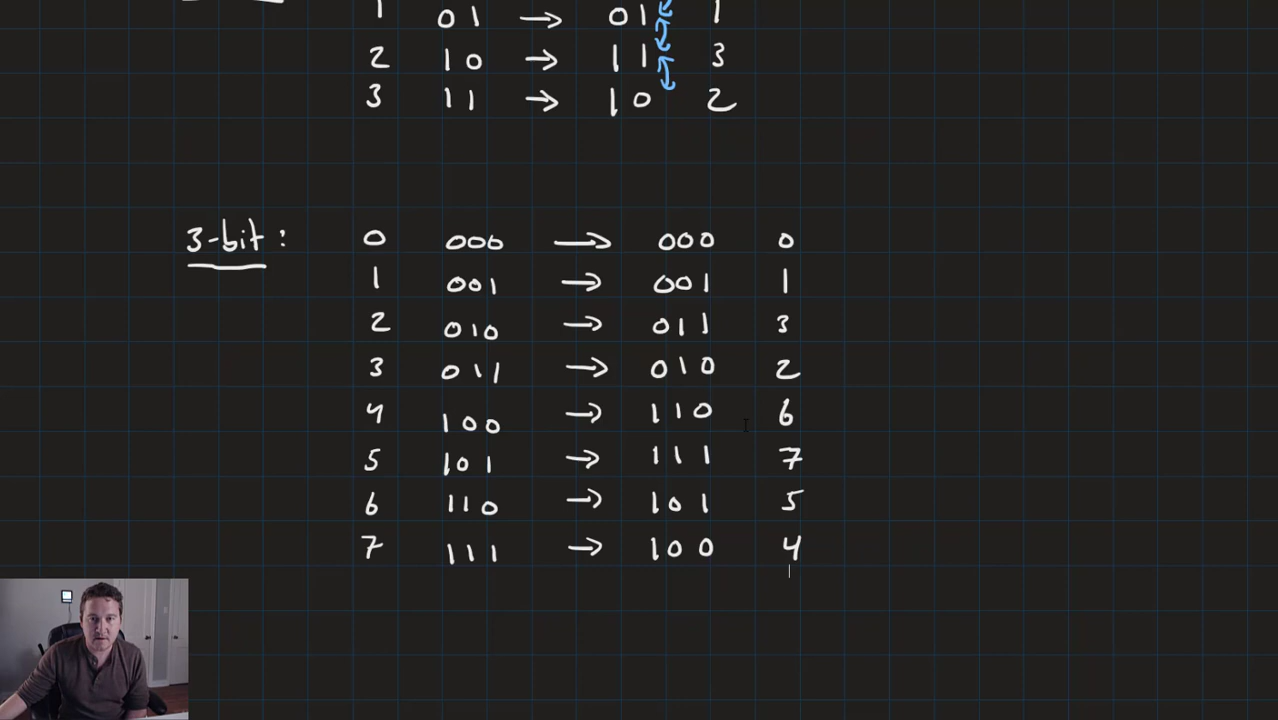 1 01 → 01 1
2 10 → 11 3
3 11 → 10 2
3-bit: 0 000 → 000 0
1 001 → 001 1
2 010 → 011 3
3 011 → 010 2
4 100 → 110 6
5 101 → 111 7
6 110 → 101 5
7 111 → 100 4